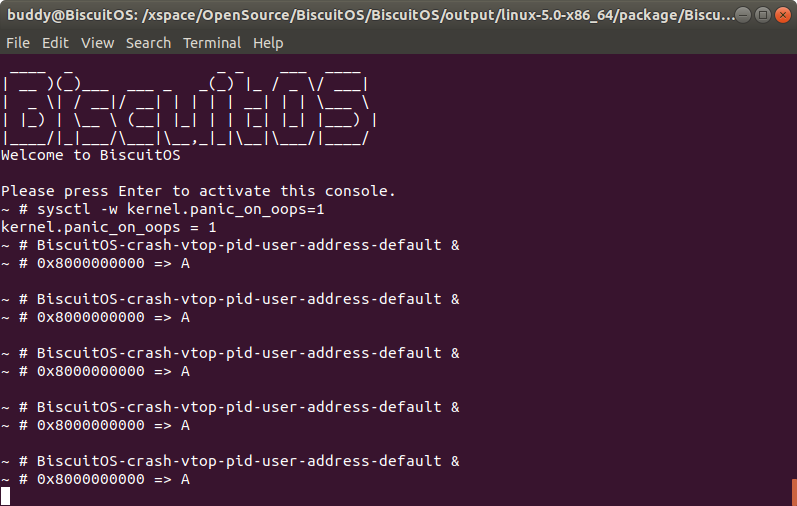 buddy@BiscuitOS: /xspace/OpenSource/BiscuitOS/BiscuitOS/output/linux-5.0-x86_64/package/Biscu...
File Edit View Search Terminal Help
 ____  _                _ _    ___  ____
| __ )(_)___  ___ _   _(_) |_ / _ \/ ___|
|  _ \| / __|/ __| | | | | __| | | \___ \
| |_) | \__ \ (__| |_| | | |_| |_| |___) |
|____/|_|___/\___|\__,_|_|\__|\___/|____/
Welcome to BiscuitOS
Please press Enter to activate this console.
~ # sysctl -w kernel.panic_on_oops=1
kernel.panic_on_oops = 1
~ # BiscuitOS-crash-vtop-pid-user-address-default &
~ # 0x8000000000 => A
~ # BiscuitOS-crash-vtop-pid-user-address-default &
~ # 0x8000000000 => A
~ # BiscuitOS-crash-vtop-pid-user-address-default &
~ # 0x8000000000 => A
~ # BiscuitOS-crash-vtop-pid-user-address-default &
~ # 0x8000000000 => A
~ # BiscuitOS-crash-vtop-pid-user-address-default &
~ # 0x8000000000 => A